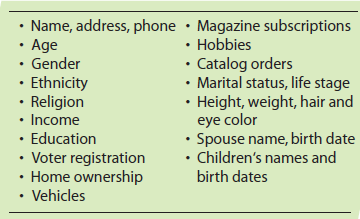 • Name, address, phone
• Age
• Gender
• Ethnicity
• Religion
• Income
• Education
• Voter registration
• Home ownership
• Vehicles
• Magazine subscriptions
• Hobbies
• Catalog orders
• Marital status, life stage
• Height, weight, hair and
eye color
• Spouse name, birth date
• Children‘s names and
birth dates